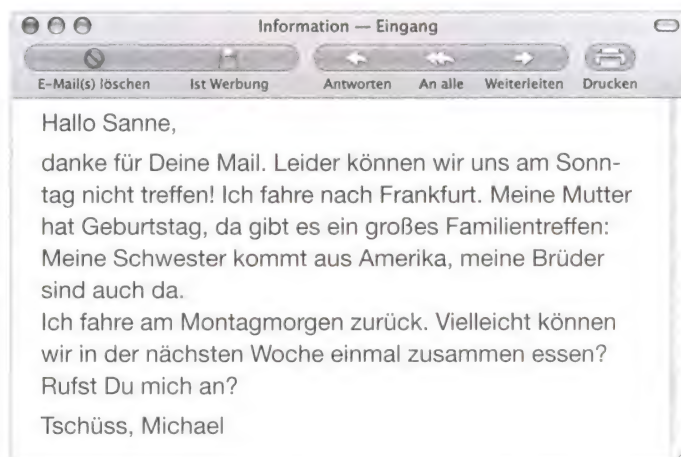 Information — Eingang
E-Mail(s) löschen Ist Werbung Antworten An alle Weiterleiten Drucken
Hallo Sanne,
danke für Deine Mail. Leider können wir uns am Sonn-
tag nicht treffen! Ich fahre nach Frankfurt. Meine Mutter
hat Geburtstag, da gibt es ein großes Familientreffen:
Meine Schwester kommt aus Amerika, meine Brüder
sind auch da.
Ich fahre am Montagmorgen zurück. Vielleicht können
wir in der nächsten Woche einmal zusammen essen?
Rufst Du mich an?
Tschüss, Michael